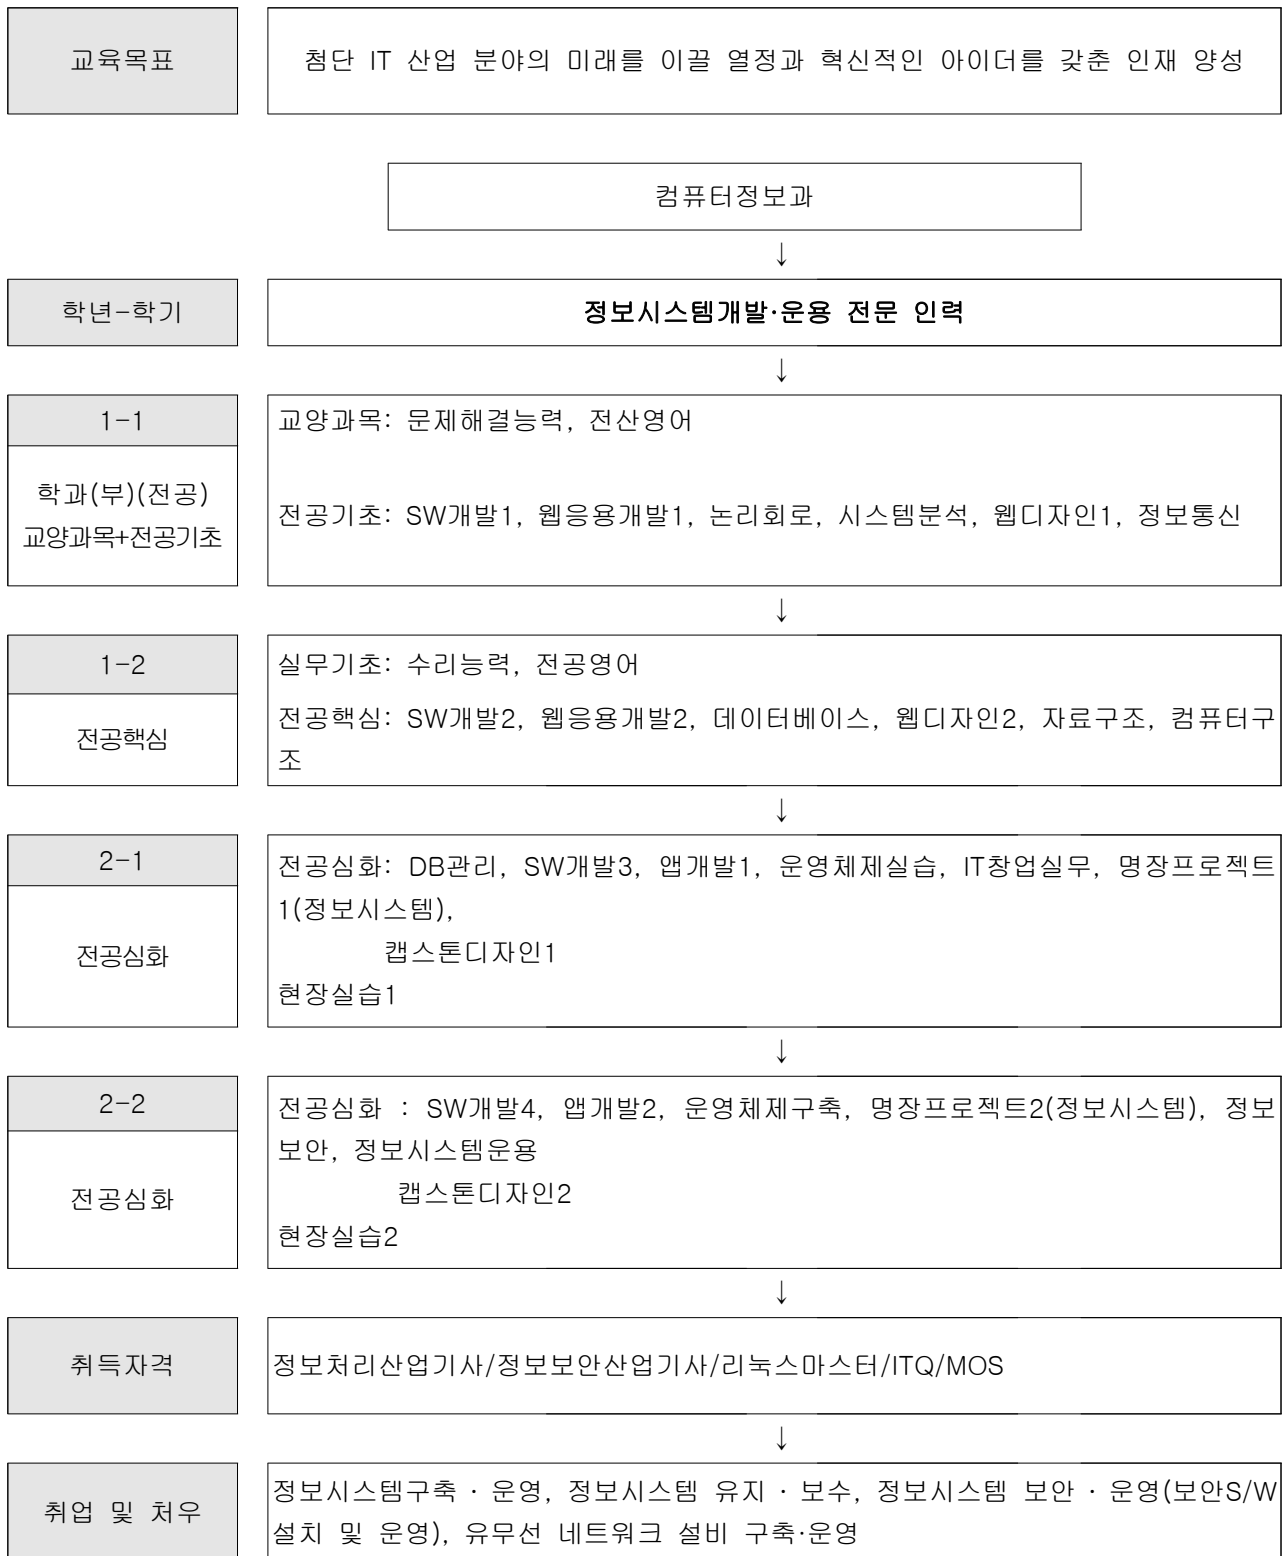 교육목표
첨단 IT 산업 분야의 미래를 이끌 열정과 혁신적인 아이더를 갖춘 인재 양성
컴퓨터정보과
↓
학년-학기
정보시스템개발·운용 전문 인력
↓
1-1
학과(부)(전공)
교양과목+전공기초
교양과목: 문제해결능력, 전산영어
전공기초: SW개발1, 웹응용개발1, 논리회로, 시스템분석, 웹디자인1, 정보통신
↓
1-2
전공핵심
실무기초: 수리능력, 전공영어
전공핵심: SW개발2, 웹응용개발2, 데이터베이스, 웹디자인2, 자료구조, 컴퓨터구
조
↓
2-1
전공심화
전공심화: DB관리, SW개발3, 앱개발1, 운영체제실습, IT창업실무, 명장프로젝트
1(정보시스템),
캡스톤디자인1
현장실습1
↓
2-2
전공심화
전공심화 : SW개발4, 앱개발2, 운영체제구축, 명장프로젝트2(정보시스템), 정보
보안, 정보시스템운용
캡스톤디자인2
현장실습2
↓
취득자격
정보처리산업기사/정보보안산업기사/리눅스마스터/ITQ/MOS
↓
취업 및 처우
정보시스템구축 · 운영, 정보시스템 유지 · 보수, 정보시스템 보안 · 운영(보안S/W
설치 및 운영), 유무선 네트워크 설비 구축·운영